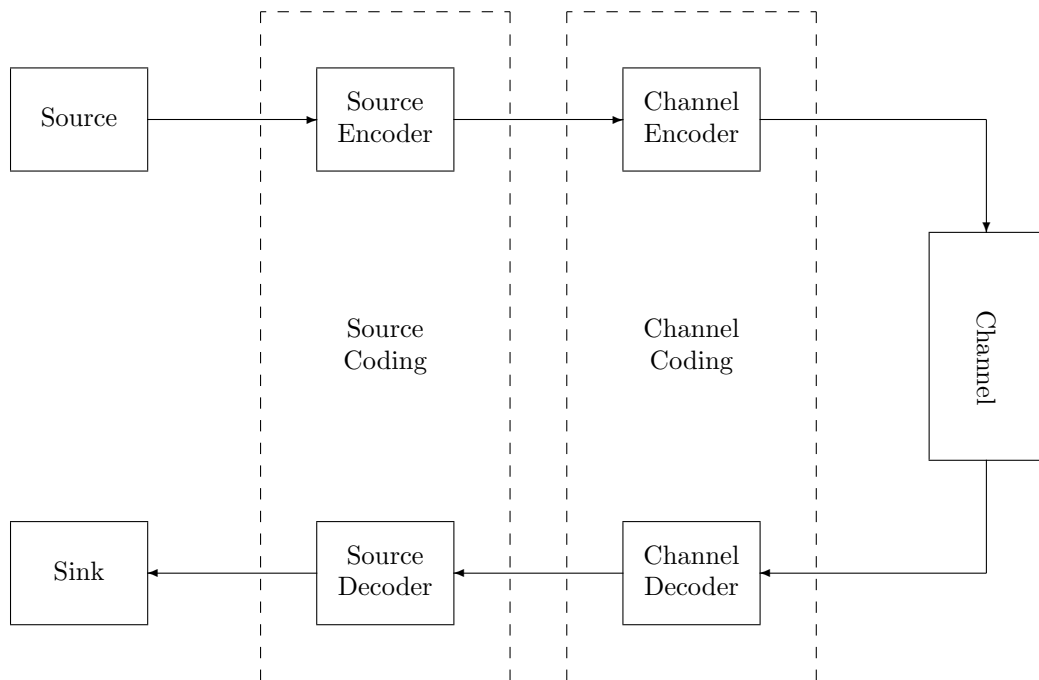 Source
Source
Encoder
Channel
Encoder
Source
Coding
Channel
Coding
Channel
Sink
Source
Decoder
Channel
Decoder